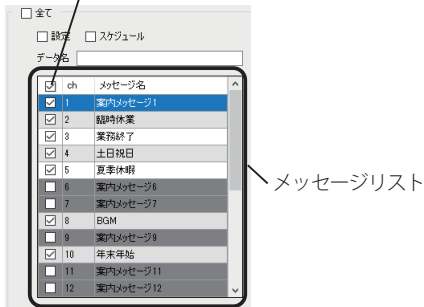 全て
設定 スケジュール
データ名
ch メッセージ名
1 案内メッセージ1
2 臨時休業
3 業務終了
4 土日祝日
5 夏季休暇
6 案内メッセージ6
7 案内メッセージ7
8 BGM
9 案内メッセージ9
10 年末年始
11 案内メッセージ11
12 案内メッセージ12
メッセージリスト